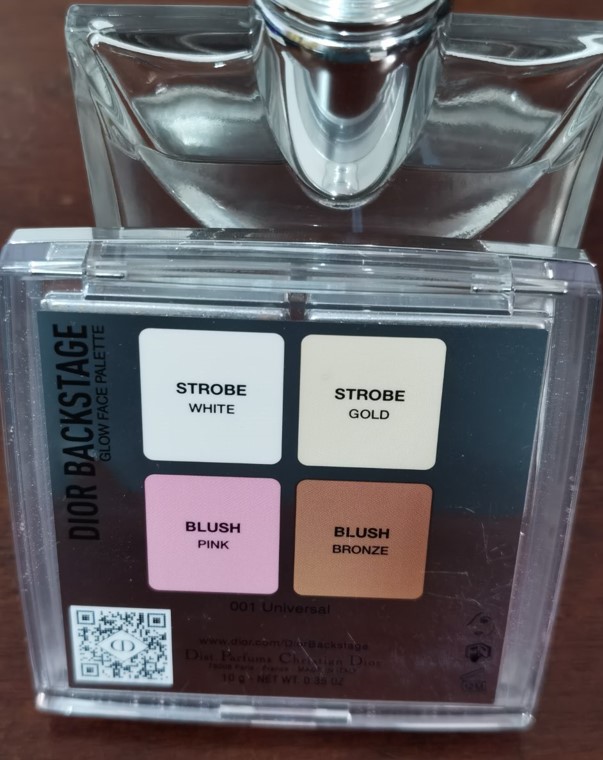 DIOR BACKSTAGE
GLOW FACE PALETTE
STROBE
WHITE
STROBE
GOLD
BLUSH
PINK
BLUSH
BRONZE
001 Universal
www.dior.com/DiorBackstage
Dior Parfums Christian Dior
10 g • NET WT. 0.35 OZ